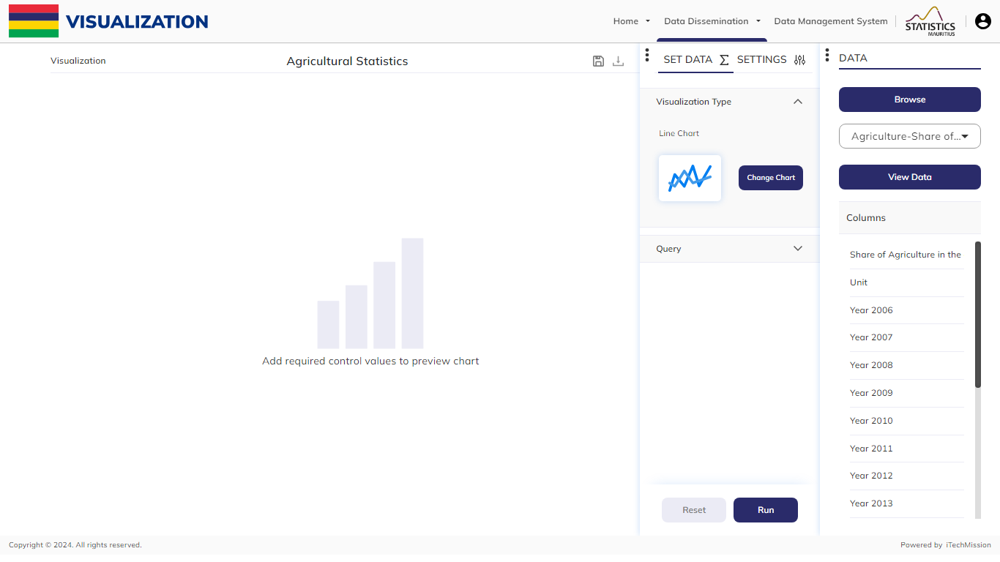 VISUALIZATION
Home
Data Dissemination
Data Management System
STATISTICS
MAURITIUS
Visualization
Agricultural Statistics
Add required control values to preview chart
SET DATA
SETTINGS
Visualization Type
Line Chart
Change Chart
Query
Reset
Run
DATA
Browse
Agriculture-Share of...
View Data
Columns
Share of Agriculture in the
Unit
Year 2006
Year 2007
Year 2008
Year 2009
Year 2010
Year 2011
Year 2012
Year 2013
Copyright © 2024. All rights reserved.
Powered by iTechMission